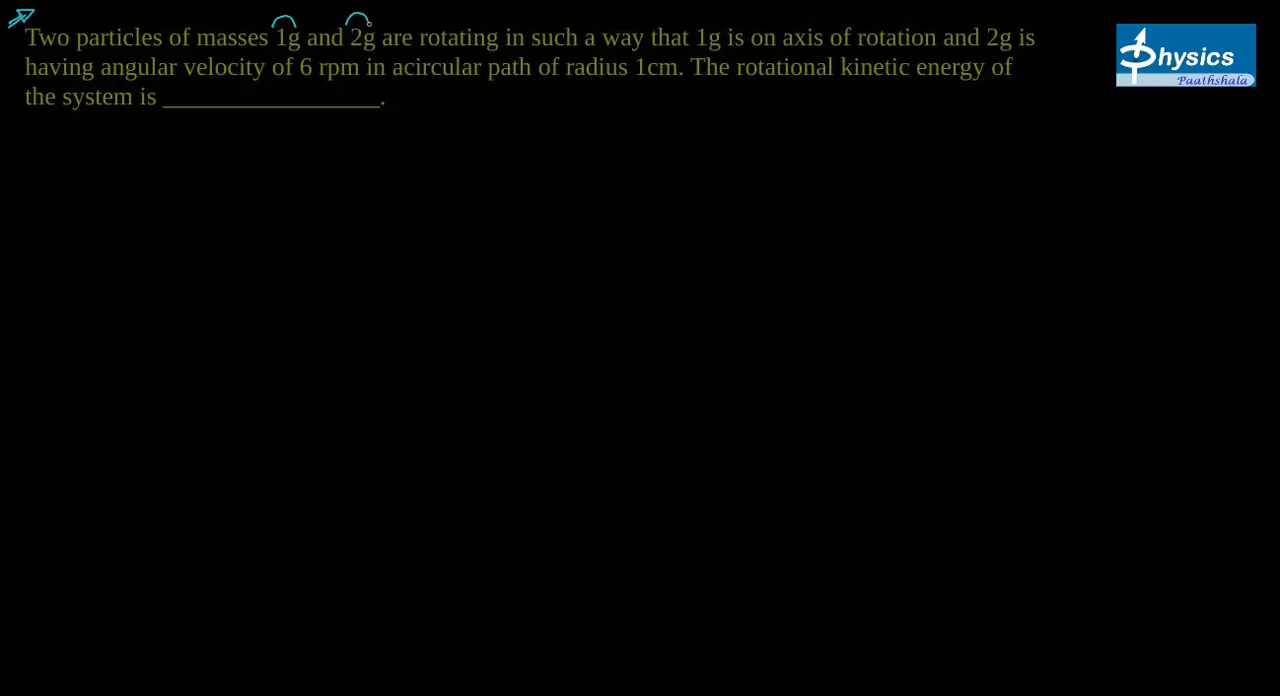 Two particles of masses 1g and 2g are rotating in such a way that 1g is on axis of rotation and 2g is
having angular velocity of 6 rpm in acircular path of radius 1cm. The rotational kinetic energy of
the system is __________________.
Physics
Paathshala